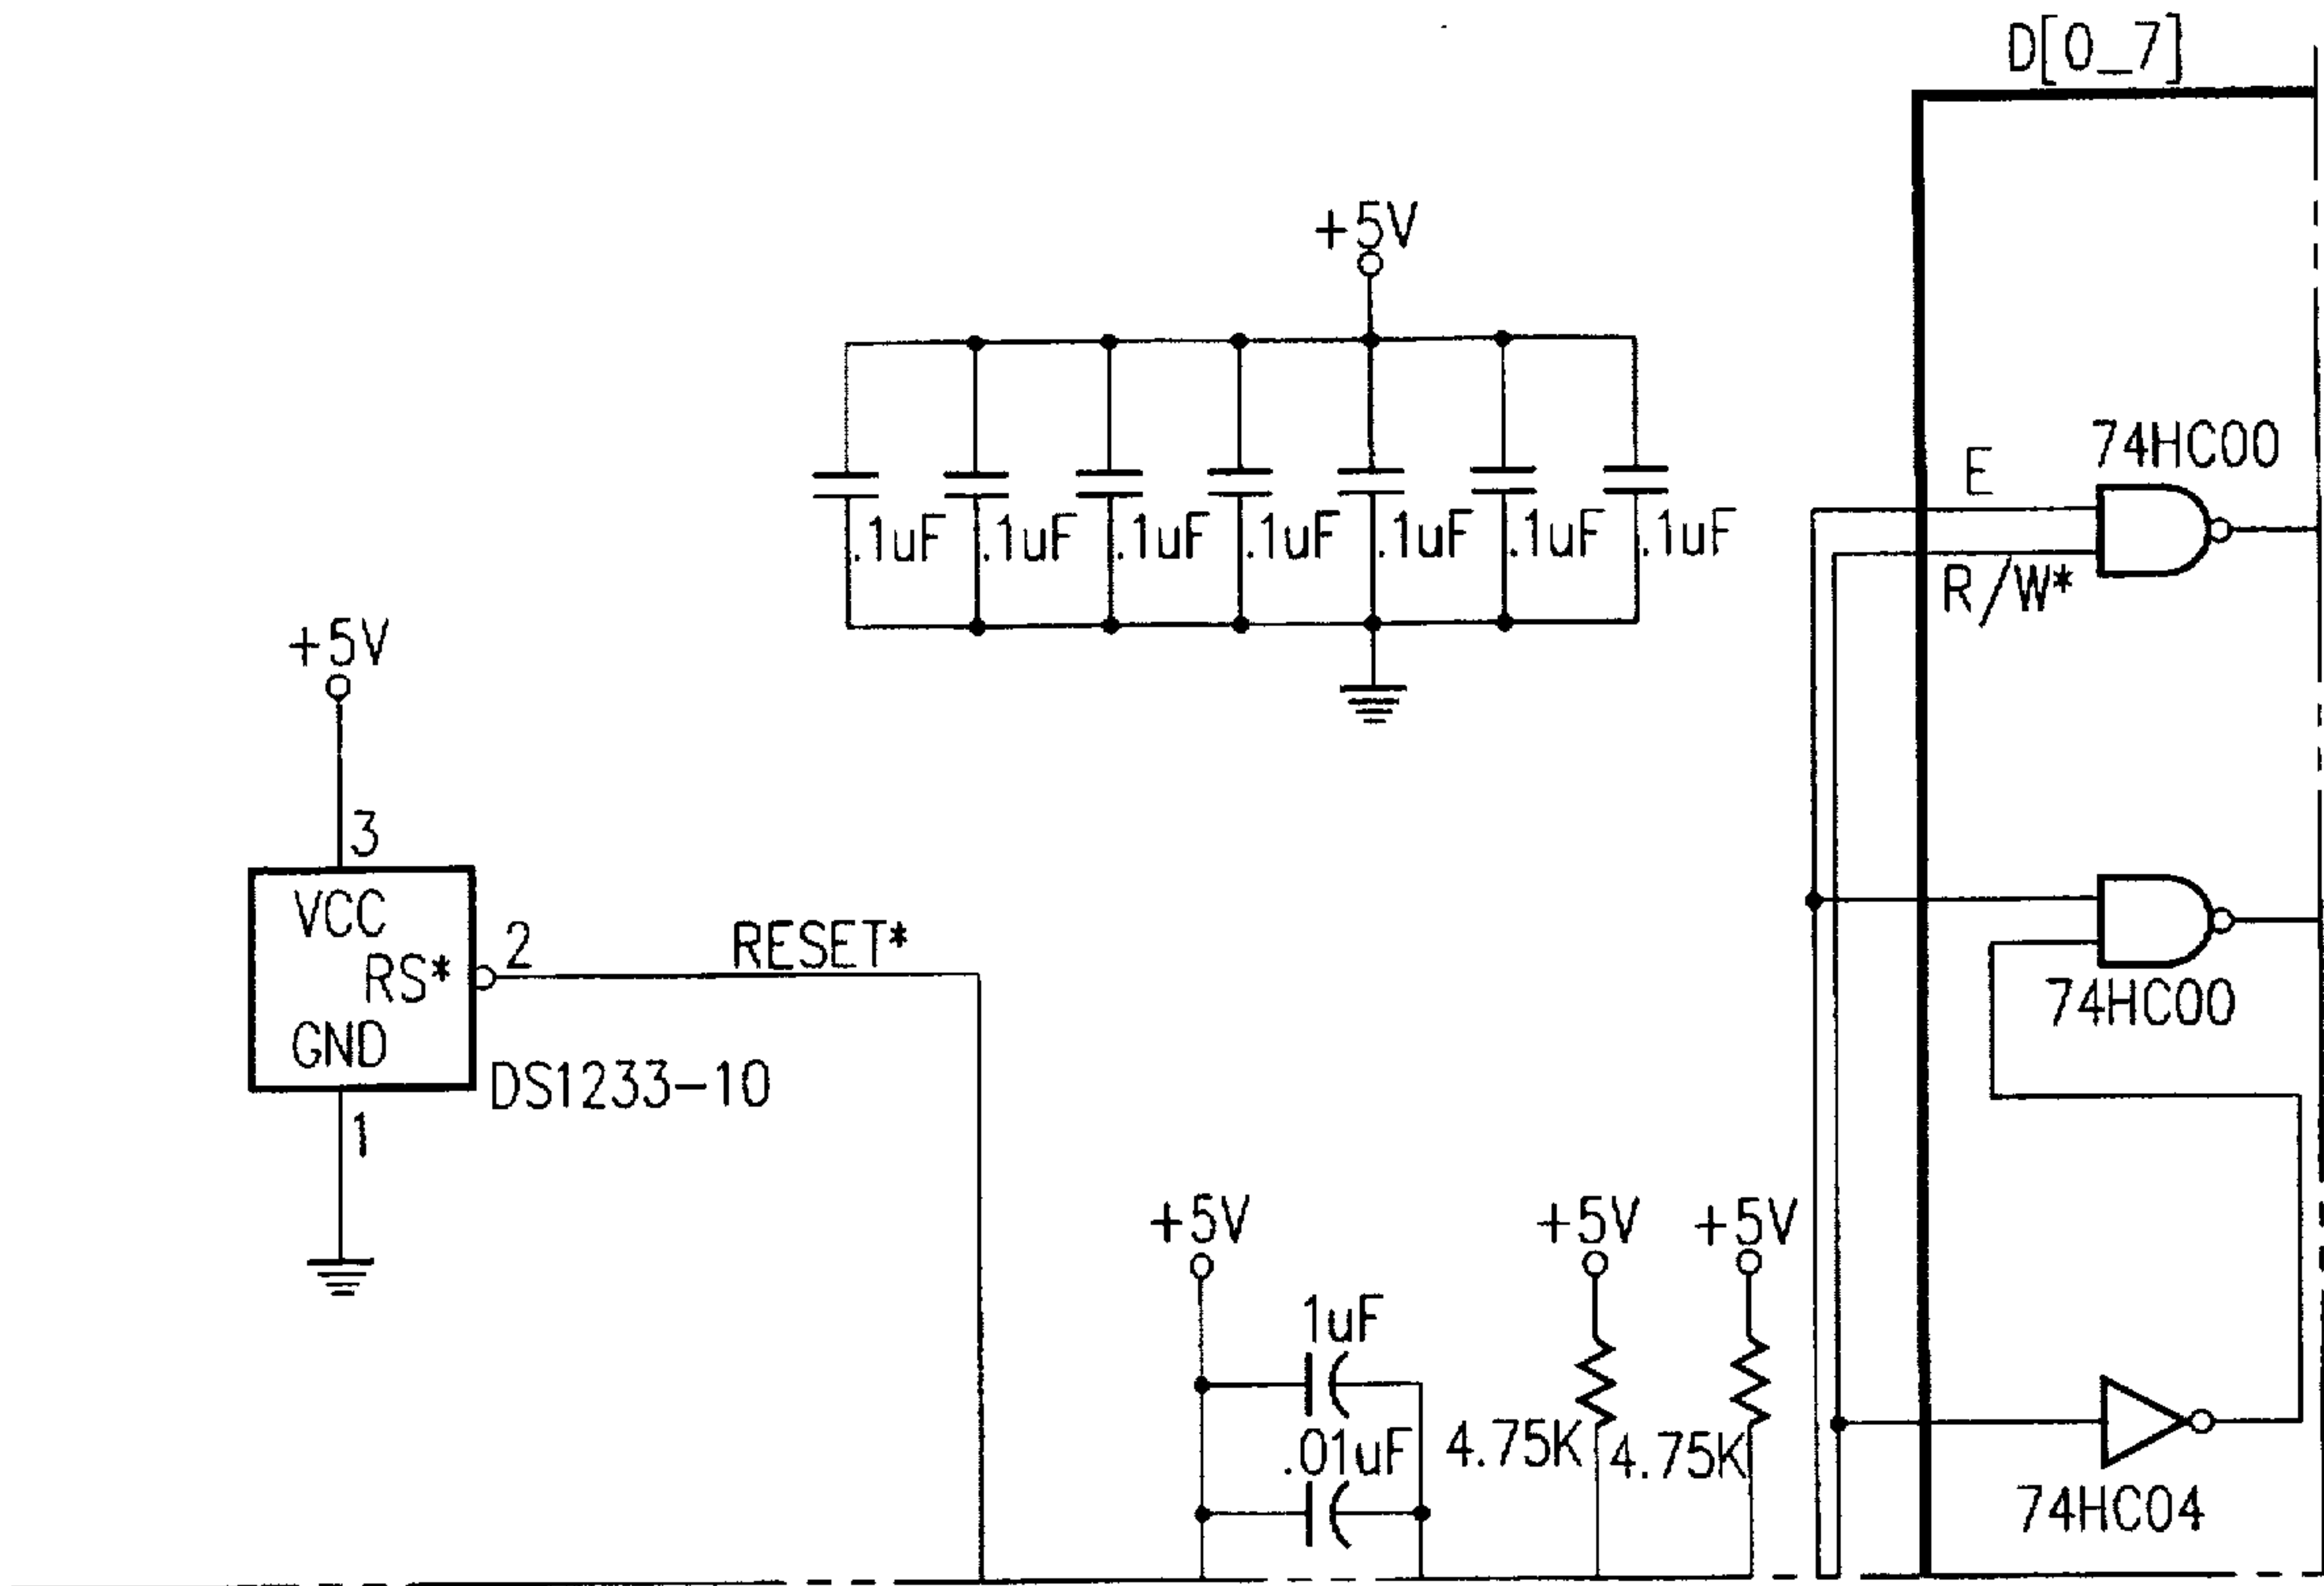 D[0_7]
+5V
74HC00
E
.1uF .1uF .1uF .1uF .1uF .1uF .1uF
R/W*
+5V
3
VCC
2
RESET*
RS*
74HC00
GND
DS1233-10
1
+5V
+5V
+5V
1uF
.01uF
4.75K
4.75K
74HC04